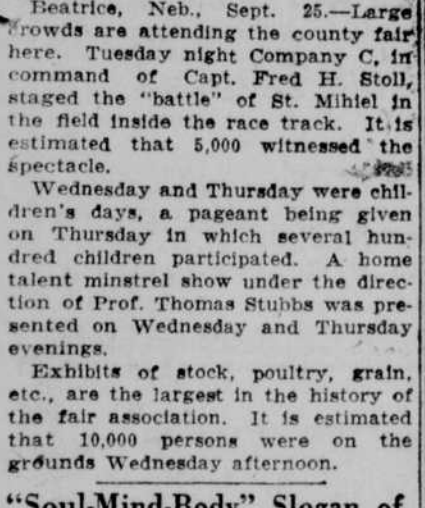 Beatrice, Neb., Sept. 25.—Large
crowds are attending the county fair
here. Tuesday night Company C, in
command of Capt. Fred H. Stoll,
staged the "battle" of St. Mihiel in
the field inside the race track. It is
estimated that 5,000 witnessed the
spectacle.
Wednesday and Thursday were chil-
dren's days, a pageant being given
on Thursday in which several hun-
dred children participated. A home
talent minstrel show under the direc-
tion of Prof. Thomas Stubbs was pre-
sented on Wednesday and Thursday
evenings.
Exhibits of stock, poultry, grain,
etc., are the largest in the history of
the fair association. It is estimated
that 10,000 persons were on the
grounds Wednesday afternoon.
"Soul-Mind-Body" Slogan of